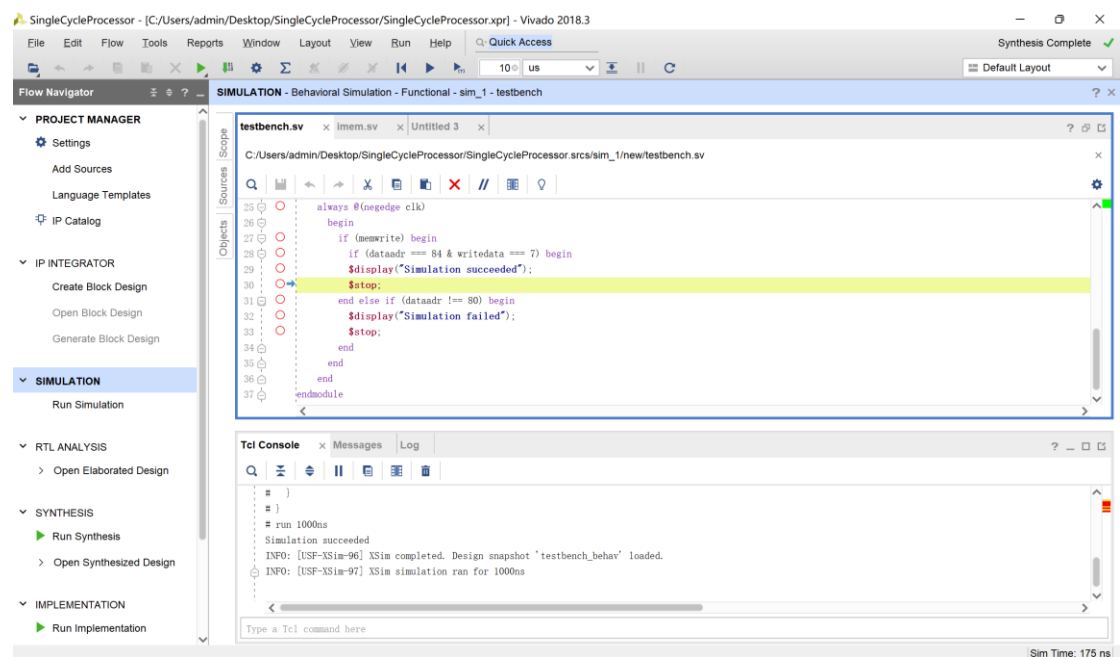 SingleCycleProcessor - [C:/Users/admin/Desktop/SingleCycleProcessor/SingleCycleProcessor.xpr] - Vivado 2018.3
File Edit Flow Tools Reports Window Layout View Run Help Quick Access Synthesis Complete
10 us Default Layout
Flow Navigator
SIMULATION - Behavioral Simulation - Functional - sim_1 - testbench
PROJECT MANAGER
Settings
Add Sources
Language Templates
IP Catalog
IP INTEGRATOR
Create Block Design
Open Block Design
Generate Block Design
SIMULATION
Run Simulation
RTL ANALYSIS
Open Elaborated Design
SYNTHESIS
Run Synthesis
Open Synthesized Design
IMPLEMENTATION
Run Implementation
Scope
Sources
Objects
testbench.sv imem.sv Untitled 3
C:/Users/admin/Desktop/SingleCycleProcessor/SingleCycleProcessor.srcs/sim_1/new/testbench.sv
25 always @(negedge clk)
26 begin
27 if (memwrite) begin
28 if (dataadr === 84 & writedata === 7) begin
29 $display("Simulation succeeded");
30 $stop;
31 end else if (dataadr !== 80) begin
32 $display("Simulation failed");
33 $stop;
34 end
35 end
36 end
37 endmodule
Tcl Console Messages Log
# }
# }
# run 1000ns
Simulation succeeded
INFO: [USF-XSim-96] XSim completed. Design snapshot 'testbench_behav' loaded.
INFO: [USF-XSim-97] XSim simulation ran for 1000ns
Type a Tcl command here
Sim Time: 175 ns